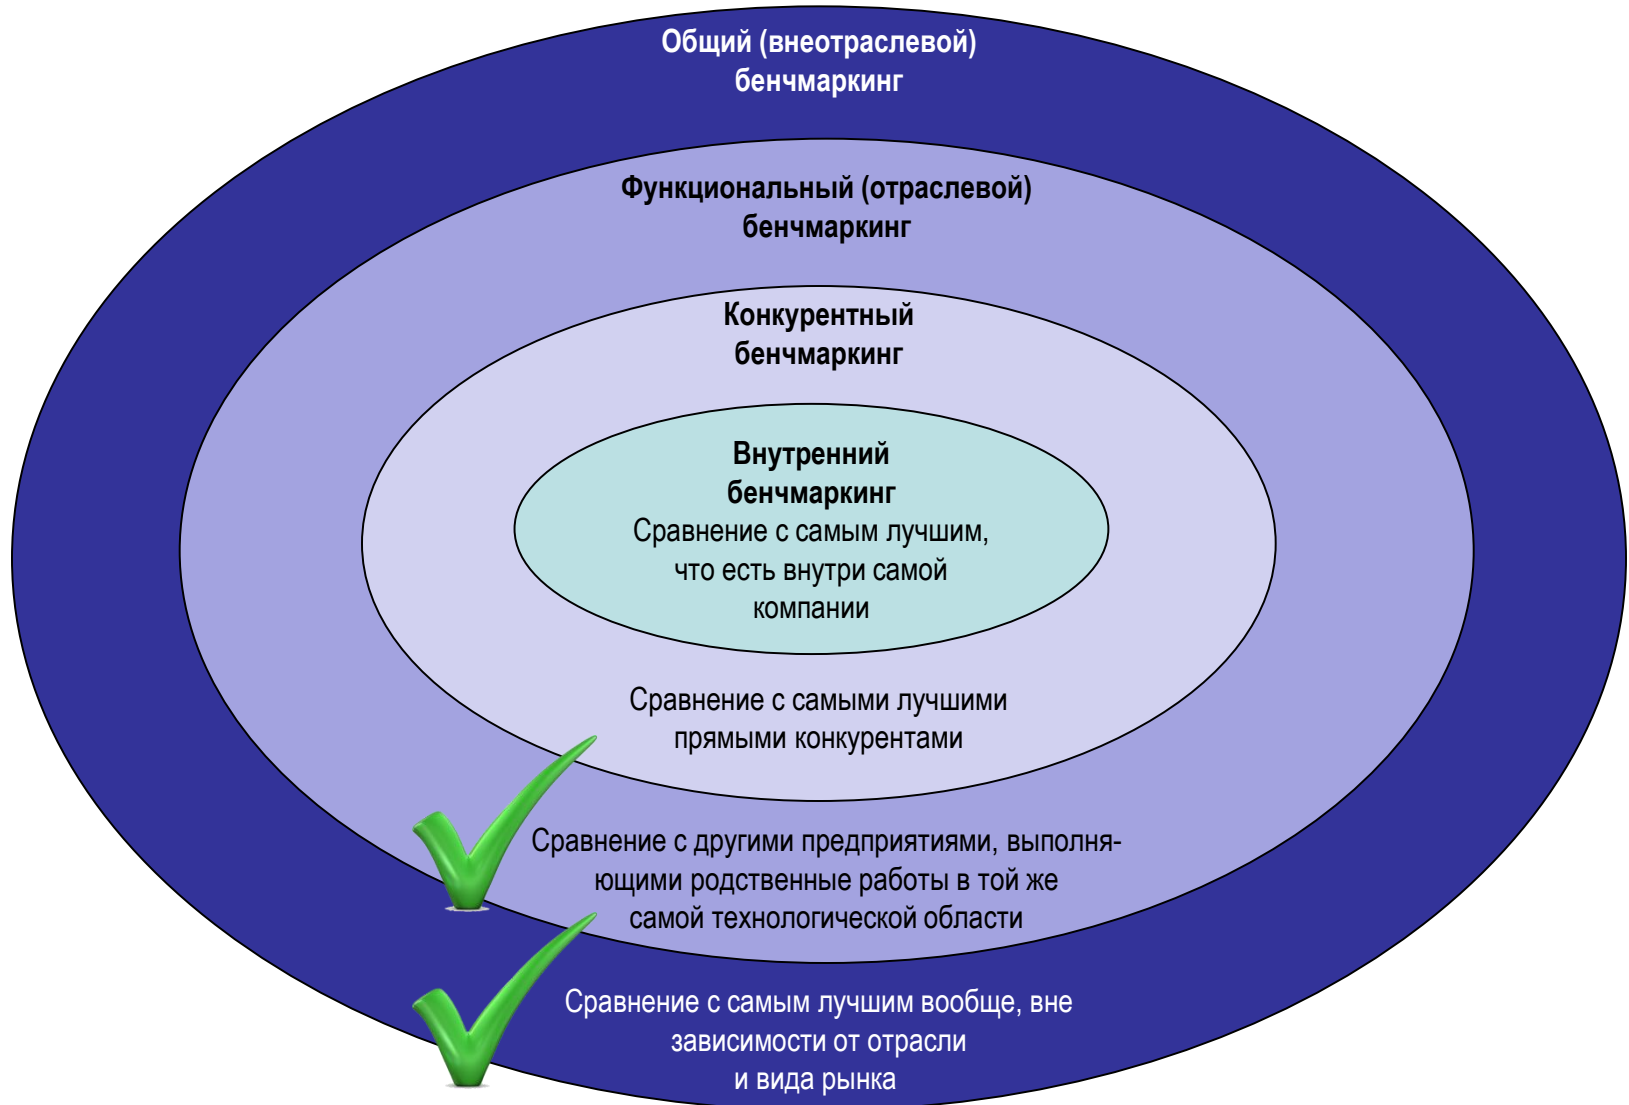 Общий (внеотраслевой)
бенчмаркинг
Функциональный (отраслевой)
бенчмаркинг
Конкурентный
бенчмаркинг
Внутренний
бенчмаркинг
Сравнение с самым лучшим,
что есть внутри самой
компании
Сравнение с самыми лучшими
прямыми конкурентами
Сравнение с другими предприятиями, выполня-
ющими родственные работы в той же
самой технологической области
Сравнение с самым лучшим вообще, вне
зависимости от отрасли
и вида рынка